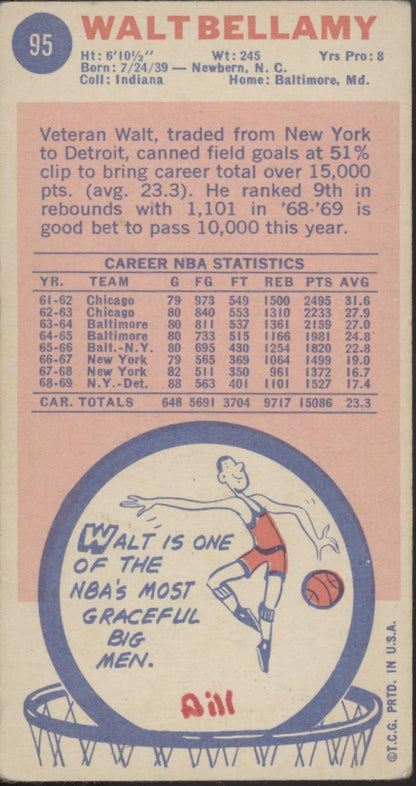 95
WALT BELLAMY
Ht: 6'10½" Wt: 245 Yrs Pro: 8
Born: 7/24/39 — Newbern, N. C.
Coll: Indiana Home: Baltimore, Md.
Veteran Walt, traded from New York
to Detroit, canned field goals at 51%
clip to bring career total over 15,000
pts. (avg. 23.3). He ranked 9th in
rebounds with 1,101 in '68-'69 is
good bet to pass 10,000 this year.
CAREER NBA STATISTICS
YR. TEAM G FG FT REB PTS AVG
61-62 Chicago 79 973 549 1500 2495 31.6
62-63 Chicago 80 840 553 1310 2233 27.9
63-64 Baltimore 80 811 537 1361 2159 27.0
64-65 Baltimore 80 733 515 1166 1981 24.8
65-66 Balt.-N.Y. 80 695 430 1254 1820 22.8
66-67 New York 79 565 369 1064 1499 19.0
67-68 New York 82 511 350 961 1372 16.7
68-69 N.Y.-Det. 88 563 401 1101 1527 17.4
CAR. TOTALS 648 5691 3704 9717 15086 23.3
WALT IS ONE
OF THE
NBA'S MOST
GRACEFUL
BIG
MEN.
Bill
©T.C.G. PRTD. IN U.S.A.